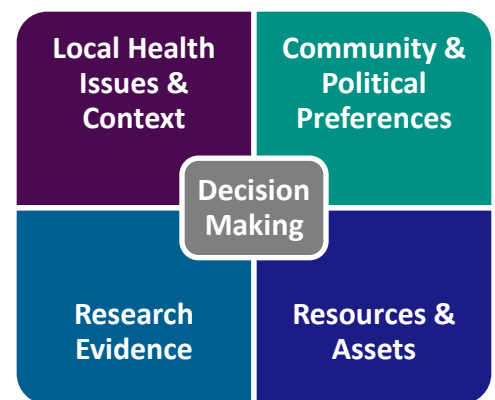 Local Health
Issues &
Context
Community &
Political
Preferences
Decision
Making
Research
Evidence
Resources &
Assets